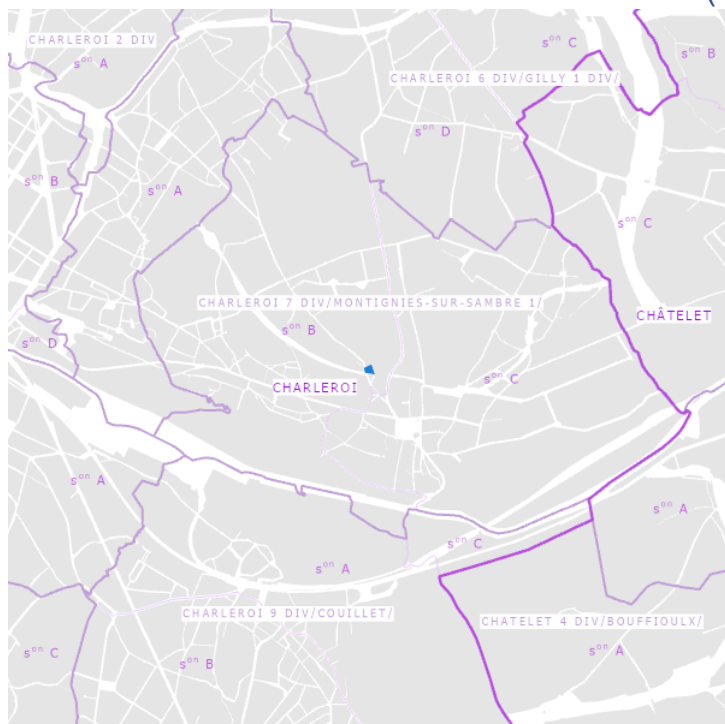 CHARLEROI 2 DIV
sᵒⁿ C
sᵒⁿ B
sᵒⁿ A
CHARLEROI 6 DIV/GILLY 1 DIV/
sᵒⁿ D
sᵒⁿ B
sᵒⁿ A
sᵒⁿ C
CHARLEROI 7 DIV/MONTIGNIES-SUR-SAMBRE 1/
CHÂTELET
sᵒⁿ B
sᵒⁿ D
sᵒⁿ C
CHARLEROI
sᵒⁿ A
sᵒⁿ A
sᵒⁿ C
sᵒⁿ A
CHARLEROI 9 DIV/COUILLET/
CHATELET 4 DIV/BOUFFIOULX/
sᵒⁿ C
sᵒⁿ B
sᵒⁿ A